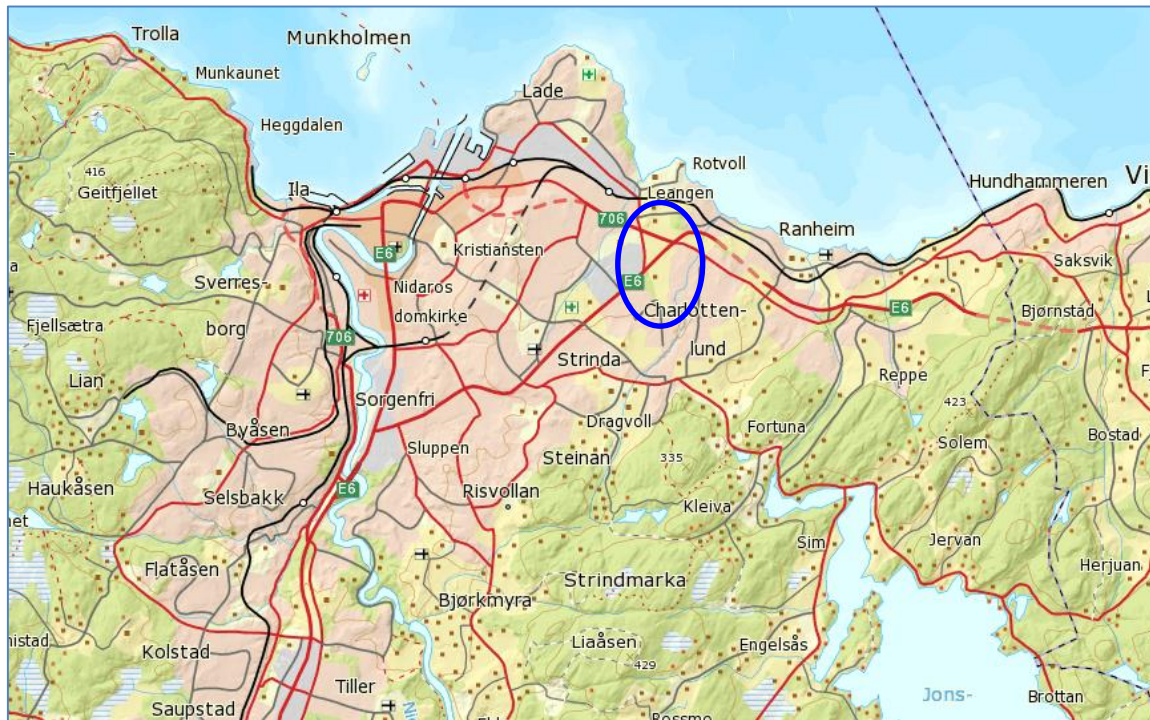 Trolla
Munkholmen
Munkaunet
Lade
Heggdalen
Rotvoll
416
Geitfjellet
Ila
Leangen
Hundhammeren
Vi
706
Ranheim
E6
Kristiansten
Saksvik
Sverres-
borg
Nidaros
domkirke
E6
E6
Bjørnstad
Fjellsætra
706
Charlotten-
lund
Strinda
Lian
Reppe
Sorgenfri
423
Byåsen
Dragvoll
Fortuna
Solem
Bostad
Sluppen
Steinan
335
Haukåsen
Selsbakk
E6
Risvollan
Kleiva
net
Sim
Jervan
Flatåsen
Herjuan
Strindmarka
Bjørkmyra
nistad
Kolstad
Liaåsen
Engelsås
429
Tiller
Jons-
Brottan
Saupstad